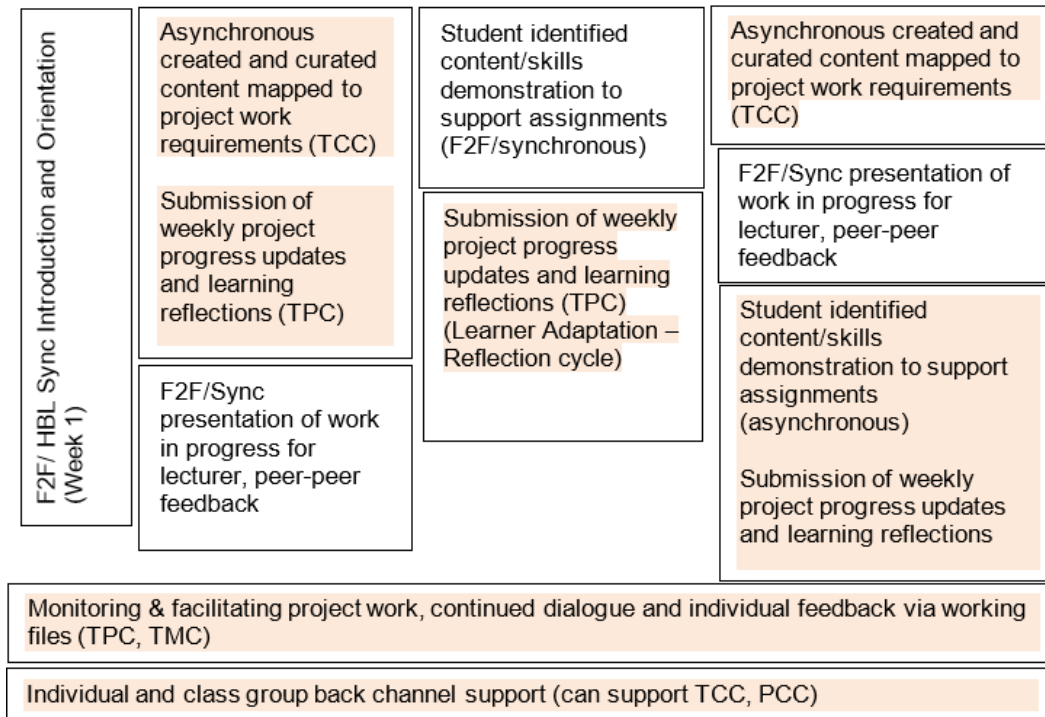 F2F/ HBL Sync Introduction and Orientation
(Week 1)
Asynchronous
created and curated
content mapped to
project work
requirements (TCC)
Submission of
weekly project
progress updates
and learning
reflections (TPC)
F2F/Sync
presentation of work
in progress for
lecturer, peer-peer
feedback
Student identified
content/skills
demonstration to
support assignments
(F2F/synchronous)
Submission of weekly
project progress
updates and learning
reflections (TPC)
(Learner Adaptation –
Reflection cycle)
Asynchronous created and
curated content mapped to
project work requirements
(TCC)
F2F/Sync presentation of
work in progress for
lecturer, peer-peer
feedback
Student identified
content/skills
demonstration to support
assignments
(asynchronous)
Submission of weekly
project progress updates
and learning reflections
Monitoring & facilitating project work, continued dialogue and individual feedback via working
files (TPC, TMC)
Individual and class group back channel support (can support TCC, PCC)